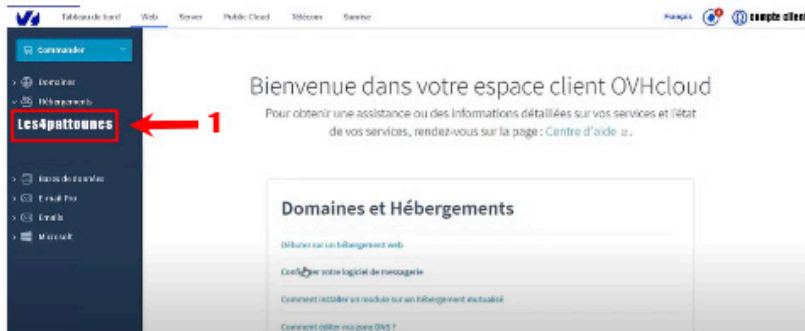 Tableau de bord Web Server Public Cloud Télécom Sunrise Français compte client
Commander
Domaines
Hébergements
Les4pattounes
1
Bases de données
E-mail Pro
Emails
Microsoft
Bienvenue dans votre espace client OVHcloud
Pour obtenir une assistance ou des informations détaillées sur vos services et l'état
de vos services, rendez-vous sur la page : Centre d'aide
Domaines et Hébergements
Débuter sur un hébergement web
Configurer votre logiciel de messagerie
Comment installer un module sur un hébergement mutualisé
Comment éditer ma zone DNS ?